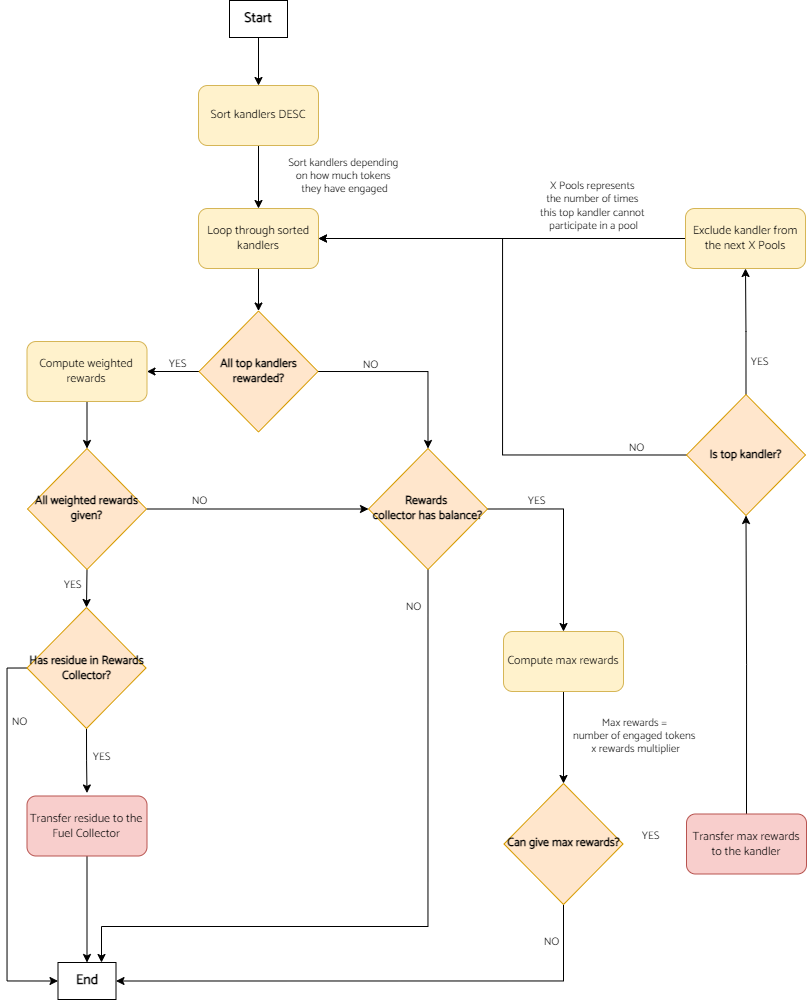 Start
Sort kandlers DESC
Sort kandlers depending
on how much tokens
they have engaged
X Pools represents
the number of times
this top kandler cannot
participate in a pool
Loop through sorted
kandlers
Exclude kandler from
the next X Pools
Compute weighted
rewards
YES
All top kandlers
rewarded?
NO
YES
Is top kandler?
NO
All weighted rewards
given?
NO
Rewards
collector has balance?
YES
YES
NO
Has residue in Rewards
Collector?
Compute max rewards
NO
YES
Max rewards =
number of engaged tokens
x rewards multiplier
Transfer residue to the
Fuel Collector
Can give max rewards?
YES
Transfer max rewards
to the kandler
NO
End